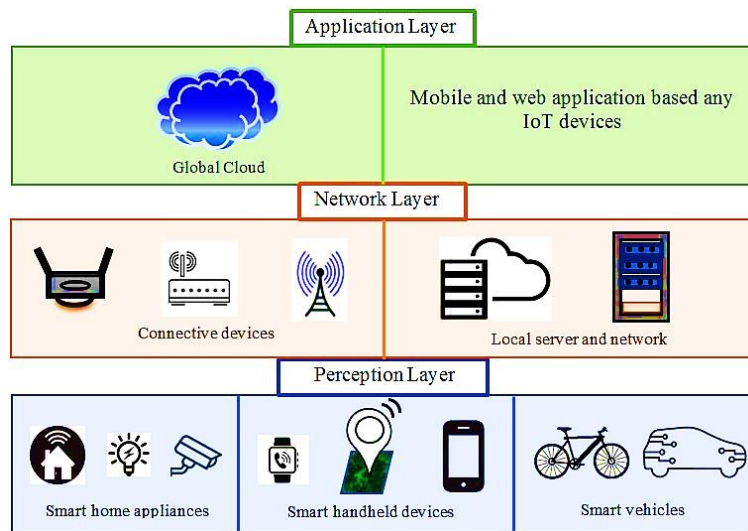 Application Layer
Global Cloud
Mobile and web application based any
IoT devices
Network Layer
Connective devices
Local server and network
Perception Layer
Smart home appliances
Smart handheld devices
Smart vehicles